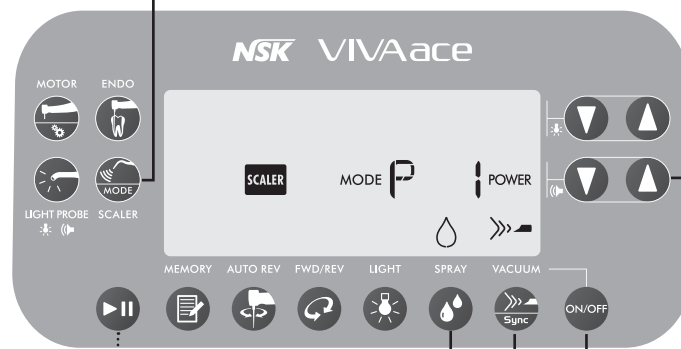 NSK VIVAace
MOTOR ENDO
MODE
LIGHT PROBE SCALER
SCALER MODE P 1 POWER
MEMORY AUTO REV FWD/REV LIGHT SPRAY VACUUM
Sync
ON/OFF